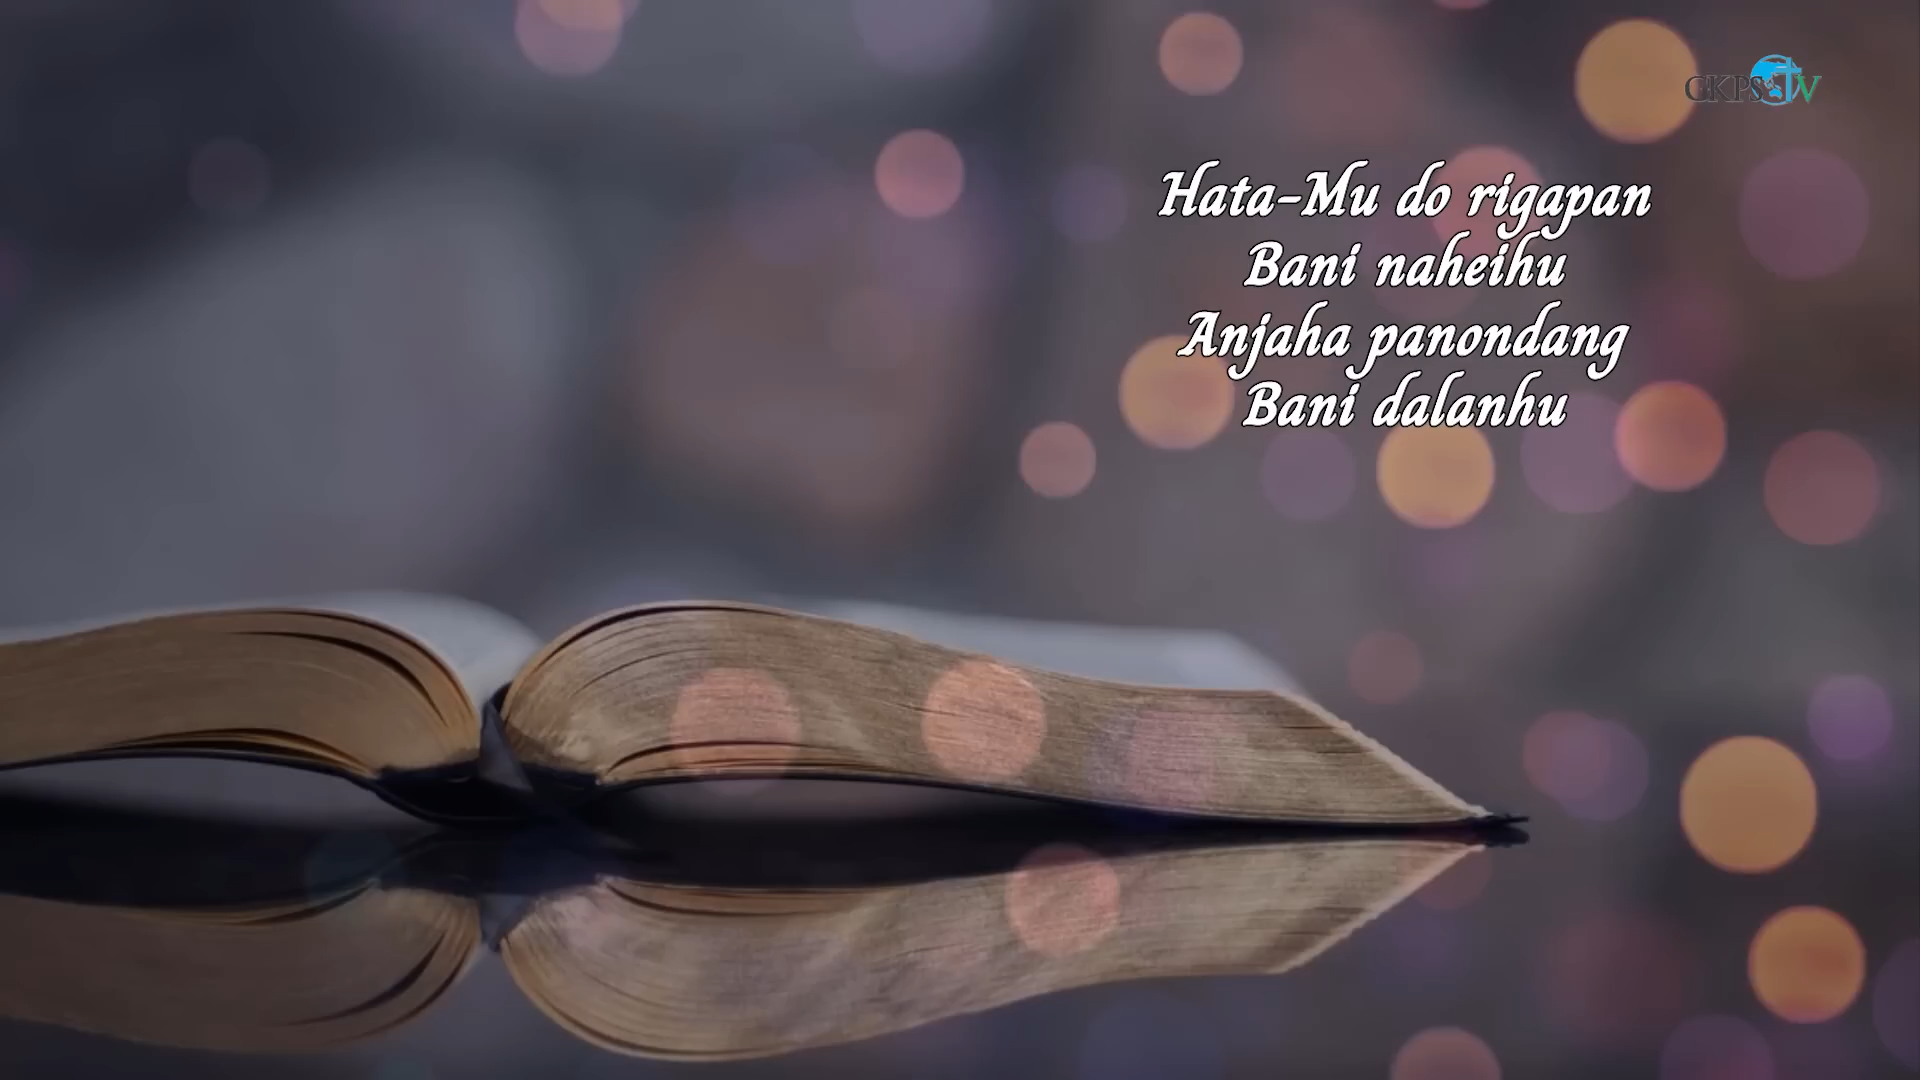 GKPS TV
Hata-Mu do rigapan
Bani naheihu
Anjaha panondang
Bani dalanhu